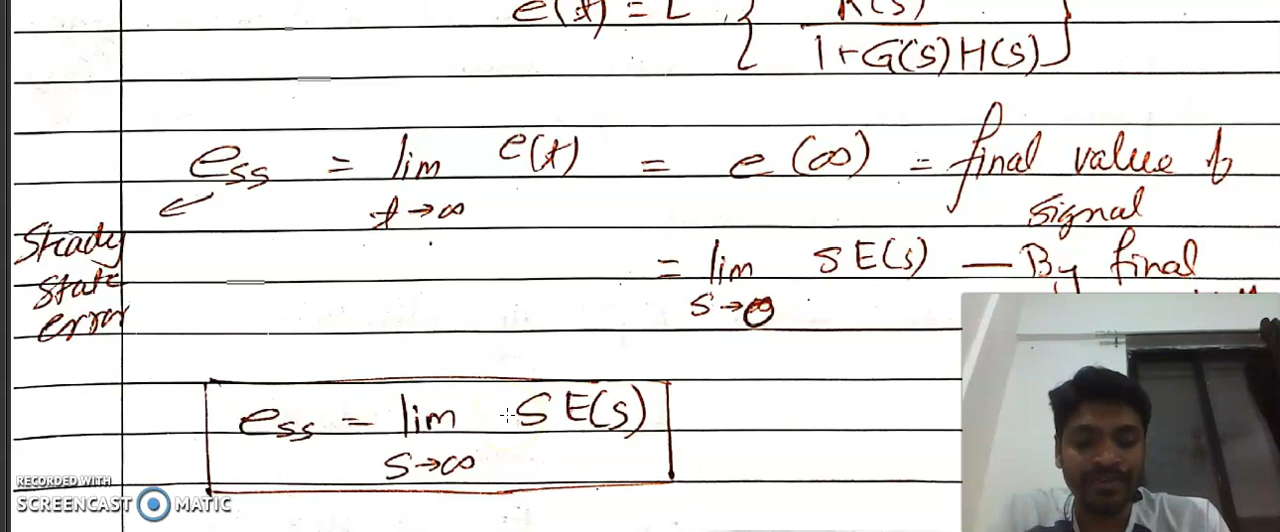 e(t) = L { R(s)
1+G(s)H(s) }
ess = lim e(t) = e(∞) = final value of
t→∞ signal
Steady = lim SE(s) — By final
state s→0
error
ess = lim SE(s)
s→∞
RECORDED WITH
SCREENCAST MATIC